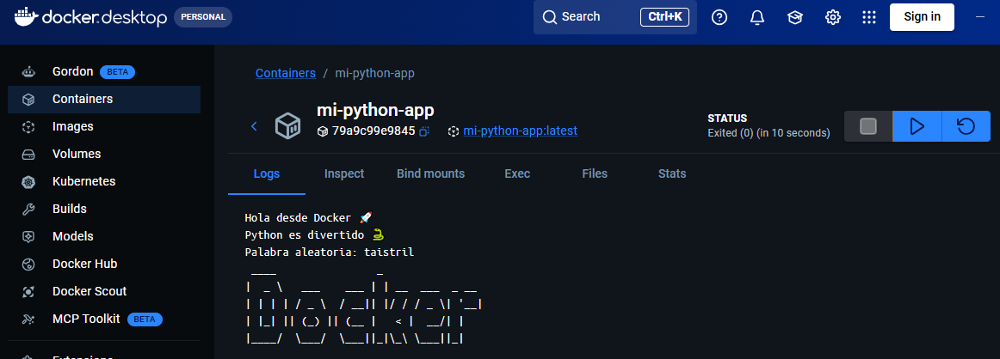 docker.desktop PERSONAL Search Ctrl+K Sign in
Gordon BETA
Containers
Images
Volumes
Kubernetes
Builds
Models
Docker Hub
Docker Scout
MCP Toolkit BETA
Extensions
Containers / mi-python-app
mi-python-app
79a9c99e9845 mi-python-app:latest
STATUS
Exited (0) (in 10 seconds)
Logs Inspect Bind mounts Exec Files Stats
Hola desde Docker 🚀
Python es divertido 🐍
Palabra aleatoria: taistril
 ____                _
|  _ \   ___    ___ | | __  ___  _ __
| | | | / _ \  / __|| |/ / / _ \| '__|
| |_| || (_) || (__ |   < |  __/| |
|____/  \___/  \___||_|\_\ \___||_|